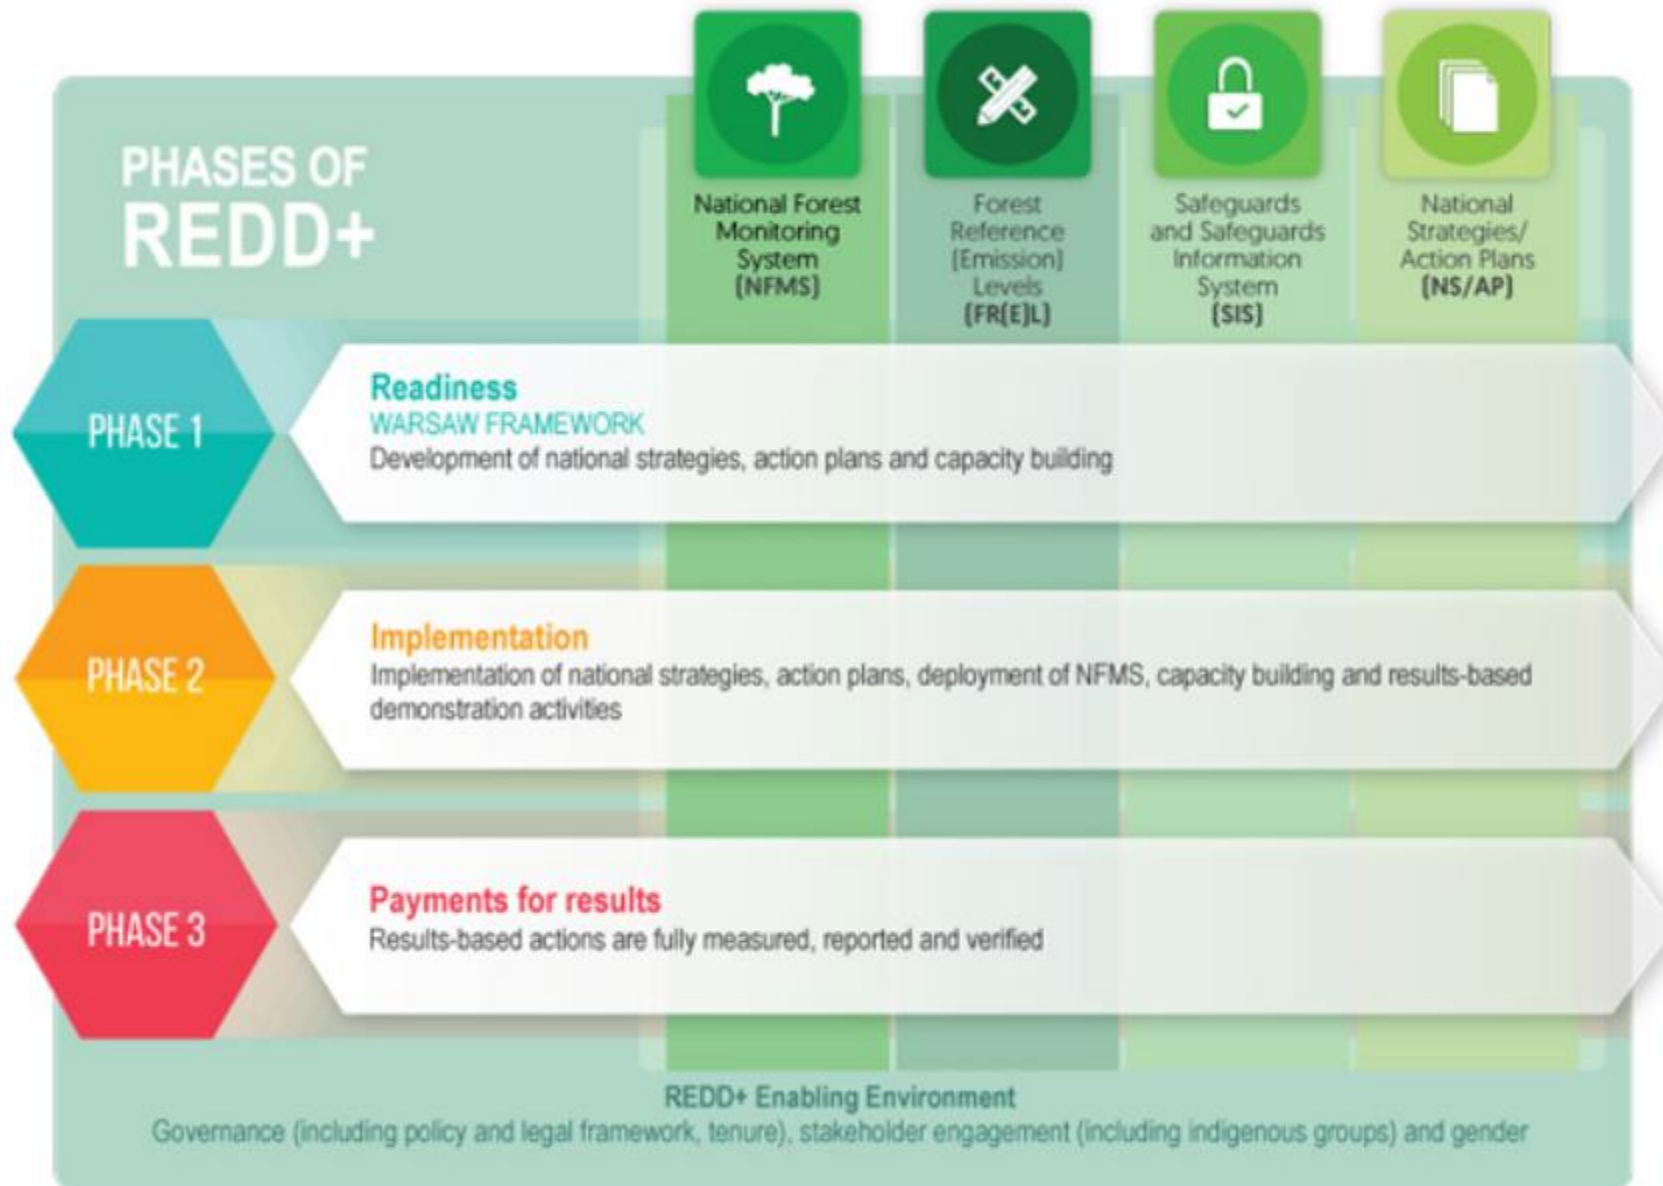 PHASES OF
REDD+
National Forest
Monitoring
System
(NFMS)
Forest
Reference
(Emission)
Levels
(FR(E)L)
Safeguards
and Safeguards
Information
System
(SIS)
National
Strategies/
Action Plans
(NS/AP)
PHASE 1
Readiness
WARSAW FRAMEWORK
Development of national strategies, action plans and capacity building
PHASE 2
Implementation
Implementation of national strategies, action plans, deployment of NFMS, capacity building and results-based
demonstration activities
PHASE 3
Payments for results
Results-based actions are fully measured, reported and verified
REDD+ Enabling Environment
Governance (including policy and legal framework, tenure), stakeholder engagement (including indigenous groups) and gender